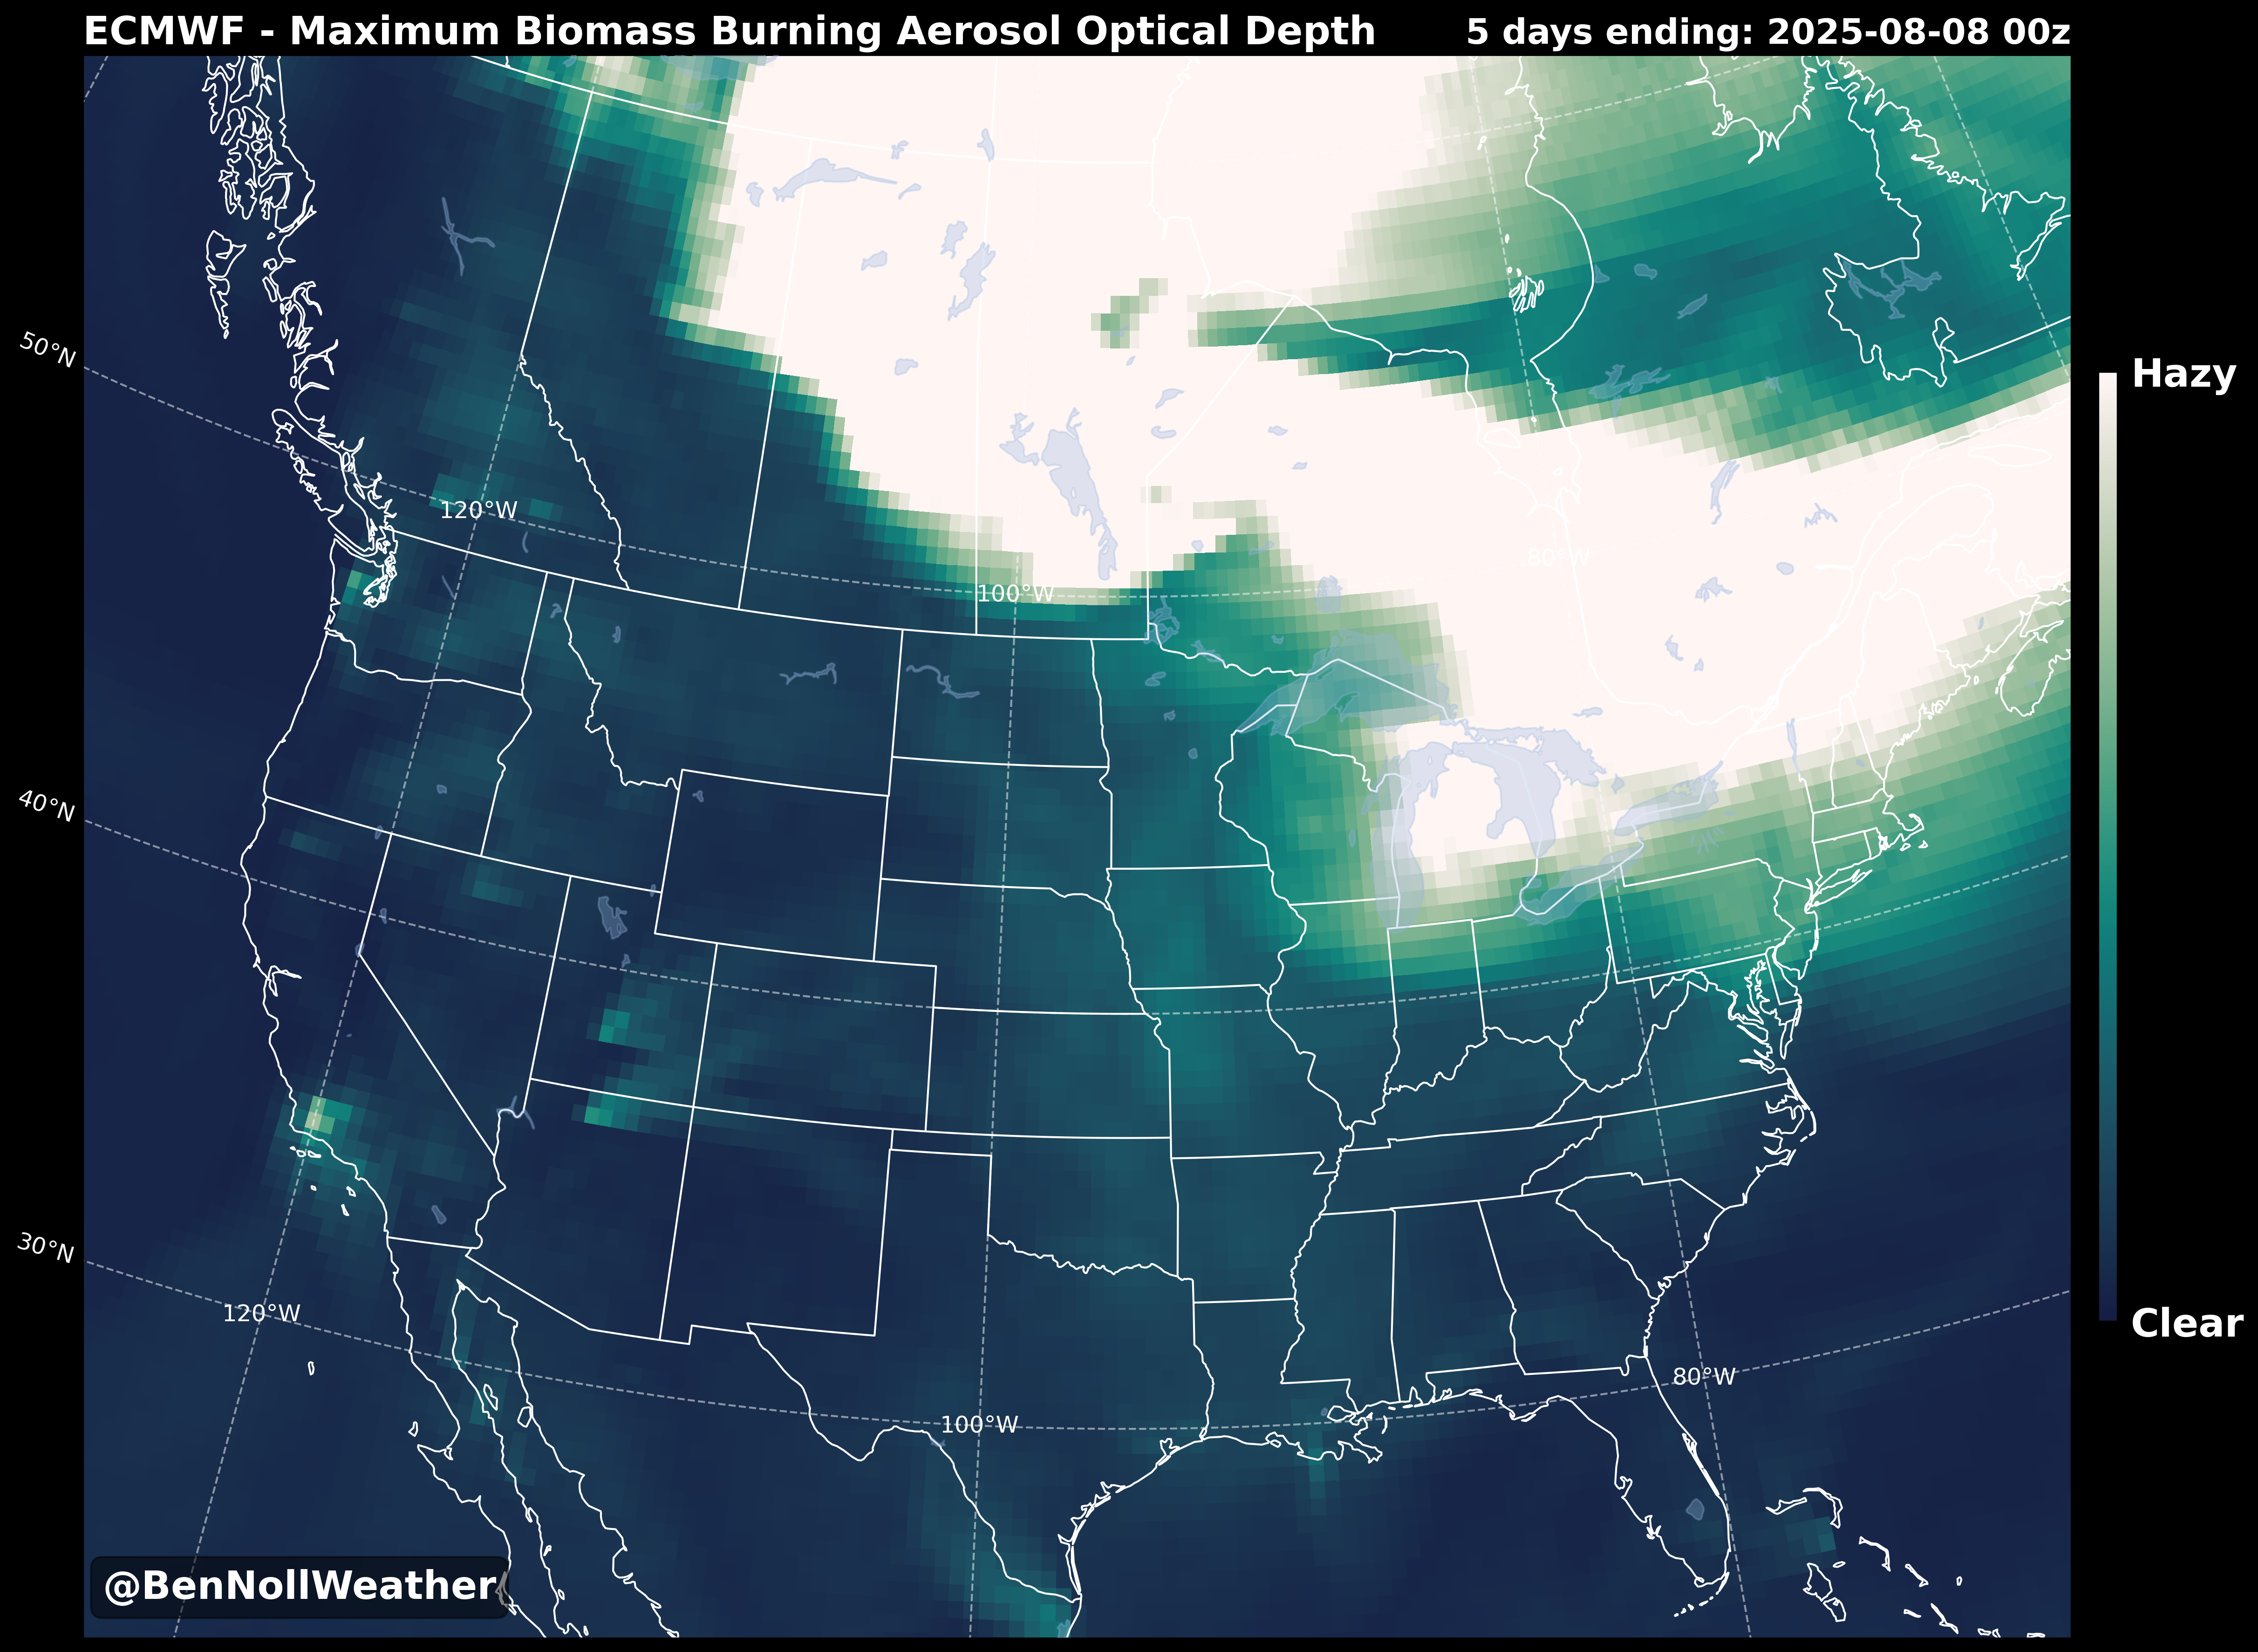 ECMWF - Maximum Biomass Burning Aerosol Optical Depth
5 days ending: 2025-08-08 00z
50°N
Hazy
120°W
80°W
100°W
40°N
30°N
120°W
Clear
80°W
100°W
@BenNollWeather